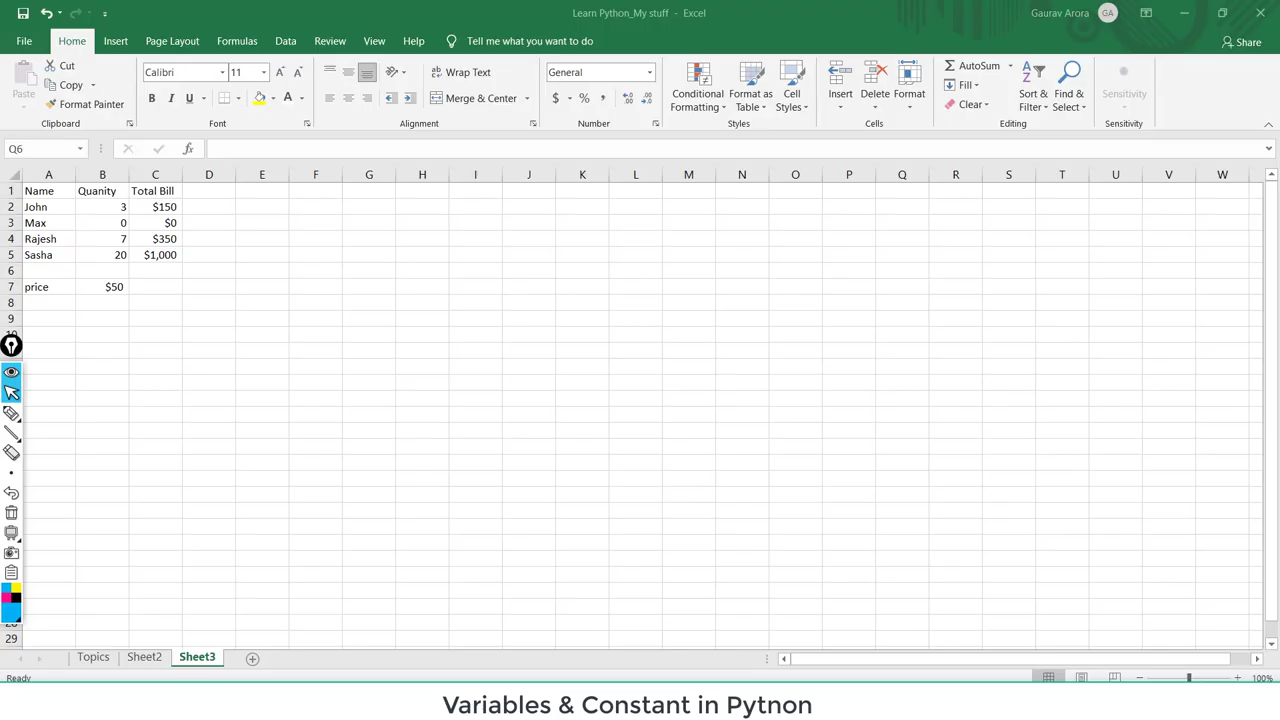 Learn Python_My stuff - Excel
Gaurav Arora GA
File Home Insert Page Layout Formulas Data Review View Help Tell me what you want to do Share
Paste Cut Copy Format Painter Clipboard
Calibri 11 A A B I U A Font
Wrap Text Merge & Center Alignment
General $ % , Number
Conditional Formatting Format as Table Cell Styles Styles
Insert Delete Format Cells
AutoSum Fill Clear Sort & Filter Find & Select Editing
Sensitivity Sensitivity
Q6 fx
A B C D E F G H I J K L M N O P Q R S T U V W
1 Name Quanity Total Bill
2 John 3 $150
3 Max 0 $0
4 Rajesh 7 $350
5 Sasha 20 $1,000
6
7 price $50
8
9
10
29
Topics Sheet2 Sheet3
Ready 100%
Variables & Constant in Pytnon